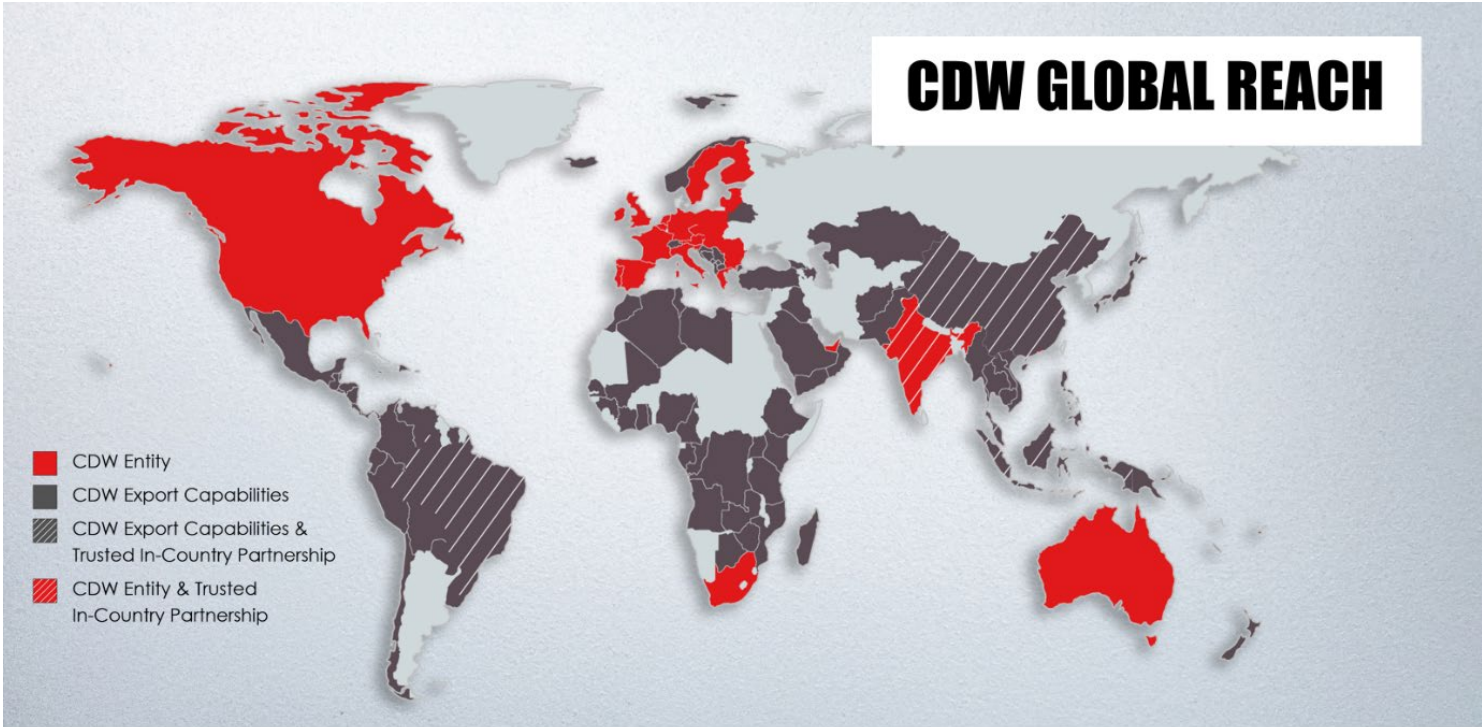 CDW GLOBAL REACH
CDW Entity
CDW Export Capabilities
CDW Export Capabilities &
Trusted In-Country Partnership
CDW Entity & Trusted
In-Country Partnership